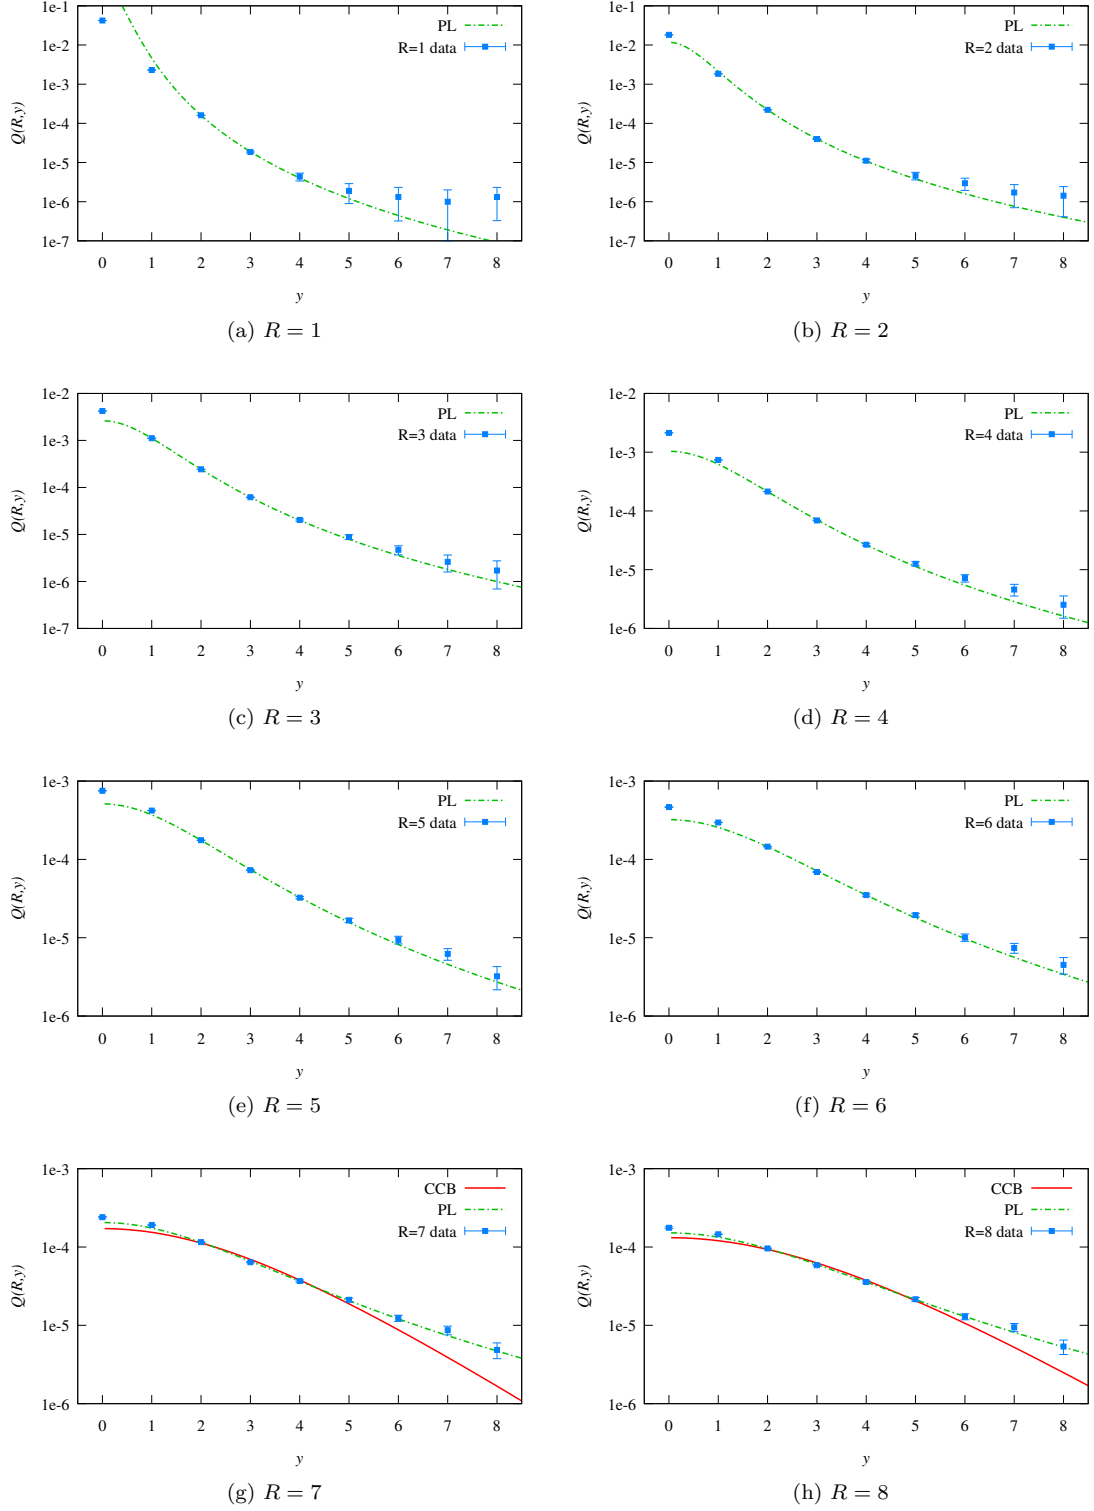 1e-1
1e-2
1e-3
1e-4
1e-5
1e-6
1e-7
Q(R,y)
PL
R=1 data
0 1 2 3 4 5 6 7 8
y
(a) R = 1
1e-1
1e-2
1e-3
1e-4
1e-5
1e-6
1e-7
Q(R,y)
PL
R=2 data
0 1 2 3 4 5 6 7 8
y
(b) R = 2
1e-2
1e-3
1e-4
1e-5
1e-6
1e-7
Q(R,y)
PL
R=3 data
0 1 2 3 4 5 6 7 8
y
(c) R = 3
1e-2
1e-3
1e-4
1e-5
1e-6
Q(R,y)
PL
R=4 data
0 1 2 3 4 5 6 7 8
y
(d) R = 4
1e-3
1e-4
1e-5
1e-6
Q(R,y)
PL
R=5 data
0 1 2 3 4 5 6 7 8
y
(e) R = 5
1e-3
1e-4
1e-5
1e-6
Q(R,y)
PL
R=6 data
0 1 2 3 4 5 6 7 8
y
(f) R = 6
1e-3
1e-4
1e-5
1e-6
Q(R,y)
CCB
PL
R=7 data
0 1 2 3 4 5 6 7 8
y
(g) R = 7
1e-3
1e-4
1e-5
1e-6
Q(R,y)
CCB
PL
R=8 data
0 1 2 3 4 5 6 7 8
y
(h) R = 8